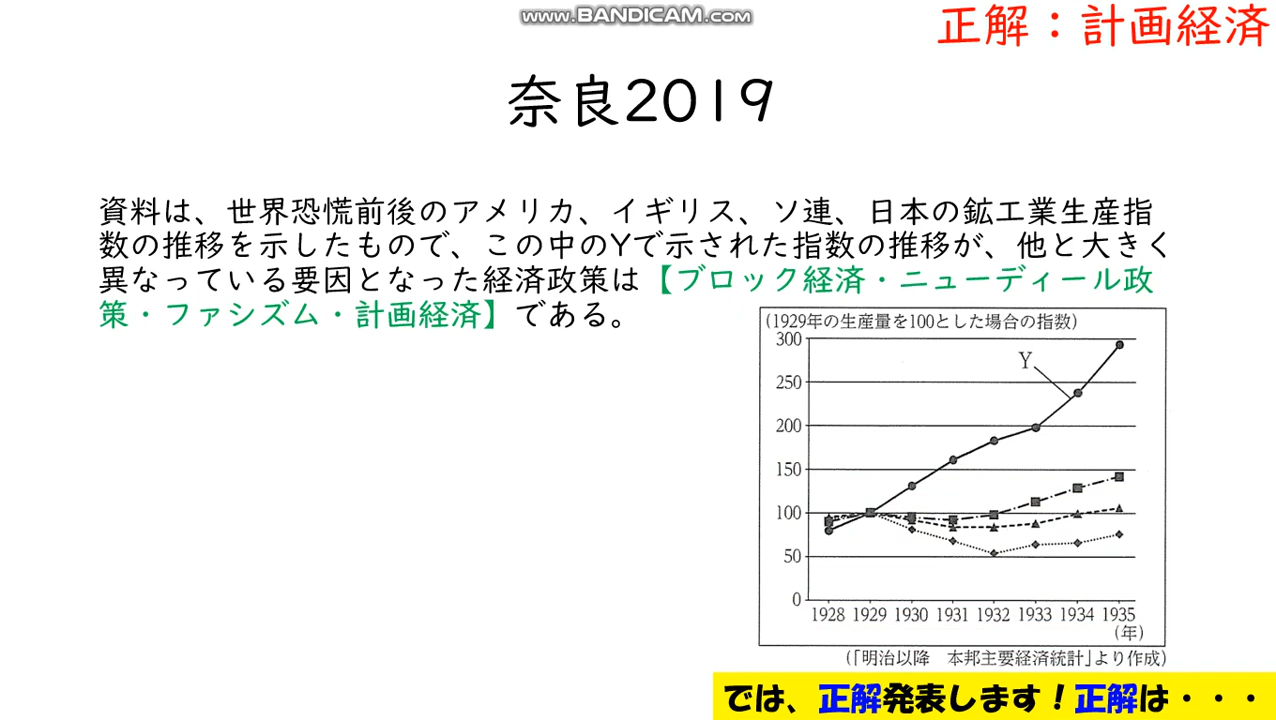 www.BANDICAM.com
正解：計画経済
奈良2019
資料は、世界恐慌前後のアメリカ、イギリス、ソ連、日本の鉱工業生産指
数の推移を示したもので、この中のYで示された指数の推移が、他と大きく
異なっている要因となった経済政策は【ブロック経済・ニューディール政
策・ファシズム・計画経済】である。
(1929年の生産量を100とした場合の指数)
300
Y
250
200
150
100
50
0
1928 1929 1930 1931 1932 1933 1934 1935
(年)
(「明治以降　本邦主要経済統計」より作成)
では、正解発表します！正解は・・・